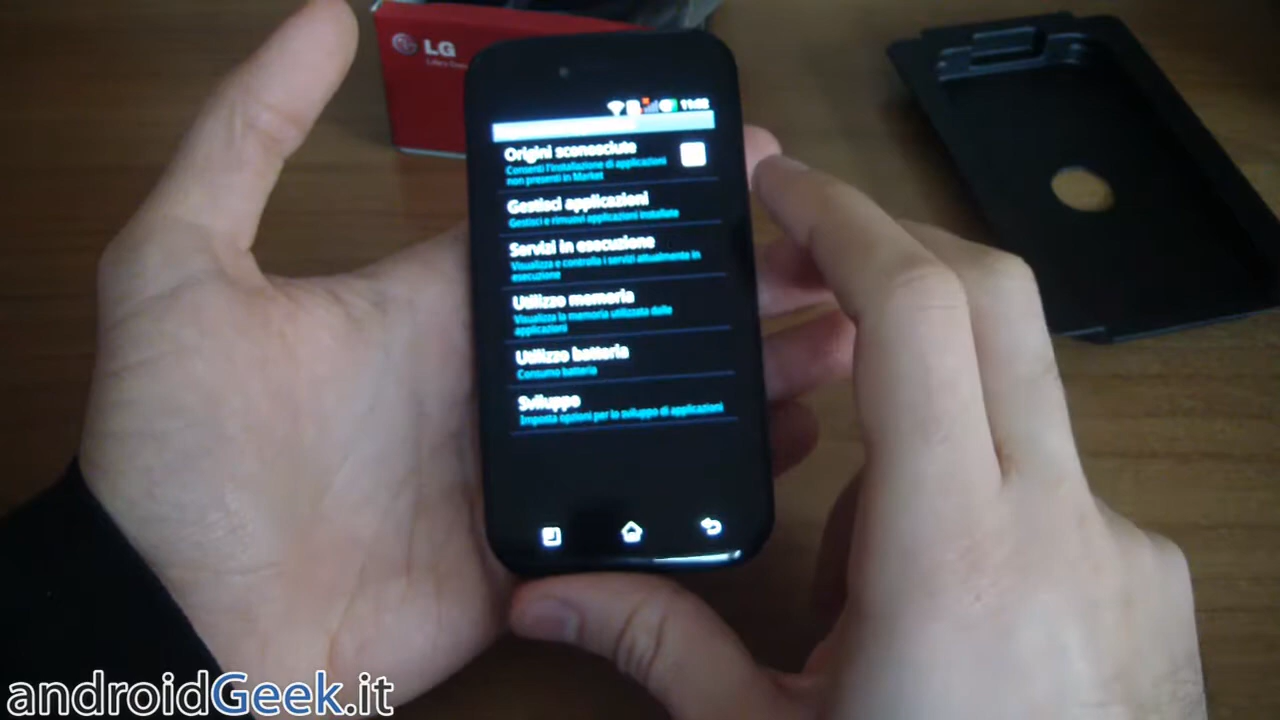 LG
11:02
Origini sconosciute
Consenti l'installazione di applicazioni
non presenti in Market
Gestisci applicazioni
Gestisci e rimuovi applicazioni installate
Servizi in esecuzione
Visualizza e controlla i servizi attualmente in
esecuzione
Utilizzo memoria
Visualizza la memoria utilizzata dalle
applicazioni
Utilizzo batteria
Consumo batteria
Sviluppo
Imposta opzioni per lo sviluppo di applicazioni
androidGeek.it